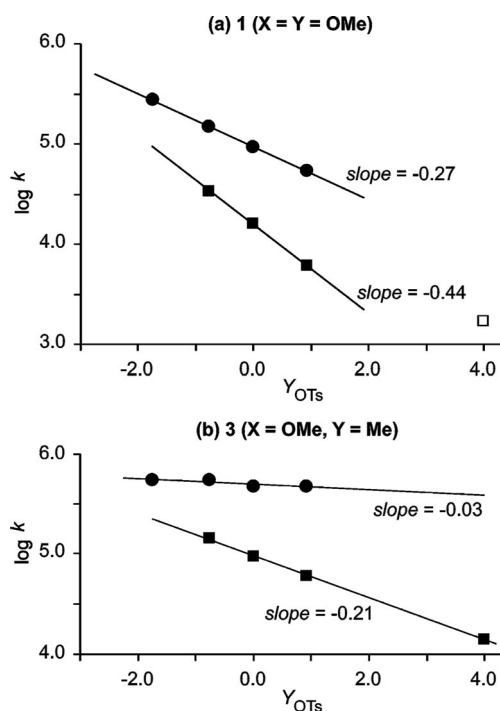 (a) 1 (X = Y = OMe)
6.0
5.0
log k
slope = -0.27
4.0
slope = -0.44
3.0
-2.0 0.0 2.0 4.0
YOTs
(b) 3 (X = OMe, Y = Me)
6.0
slope = -0.03
log k
5.0
slope = -0.21
4.0
-2.0 0.0 2.0 4.0
YOTs